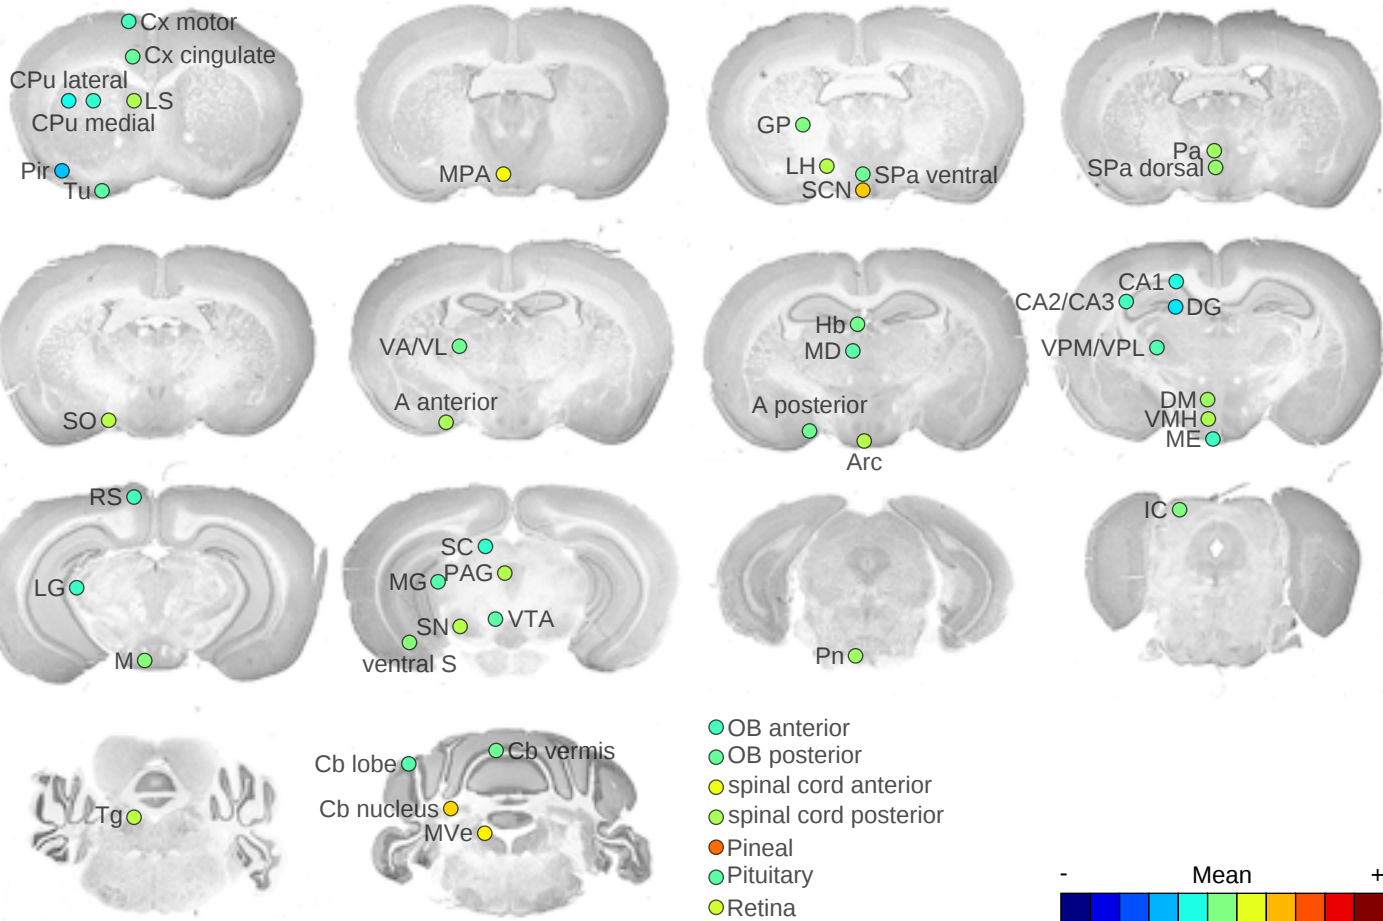 Cx motor
Cx cingulate
CPu lateral
LS
CPu medial
Pir
Tu
MPA
GP
LH
SPa ventral
SCN
Pa
SPa dorsal
SO
VA/VL
A anterior
Hb
MD
A posterior
Arc
CA1
CA2/CA3
DG
VPM/VPL
DM
VMH
ME
RS
LG
M
SC
PAG
MG
VTA
SN
ventral S
Pn
IC
Tg
Cb vermis
Cb lobe
Cb nucleus
MVe
OB anterior
OB posterior
spinal cord anterior
spinal cord posterior
Pineal
Pituitary
Retina
- Mean +